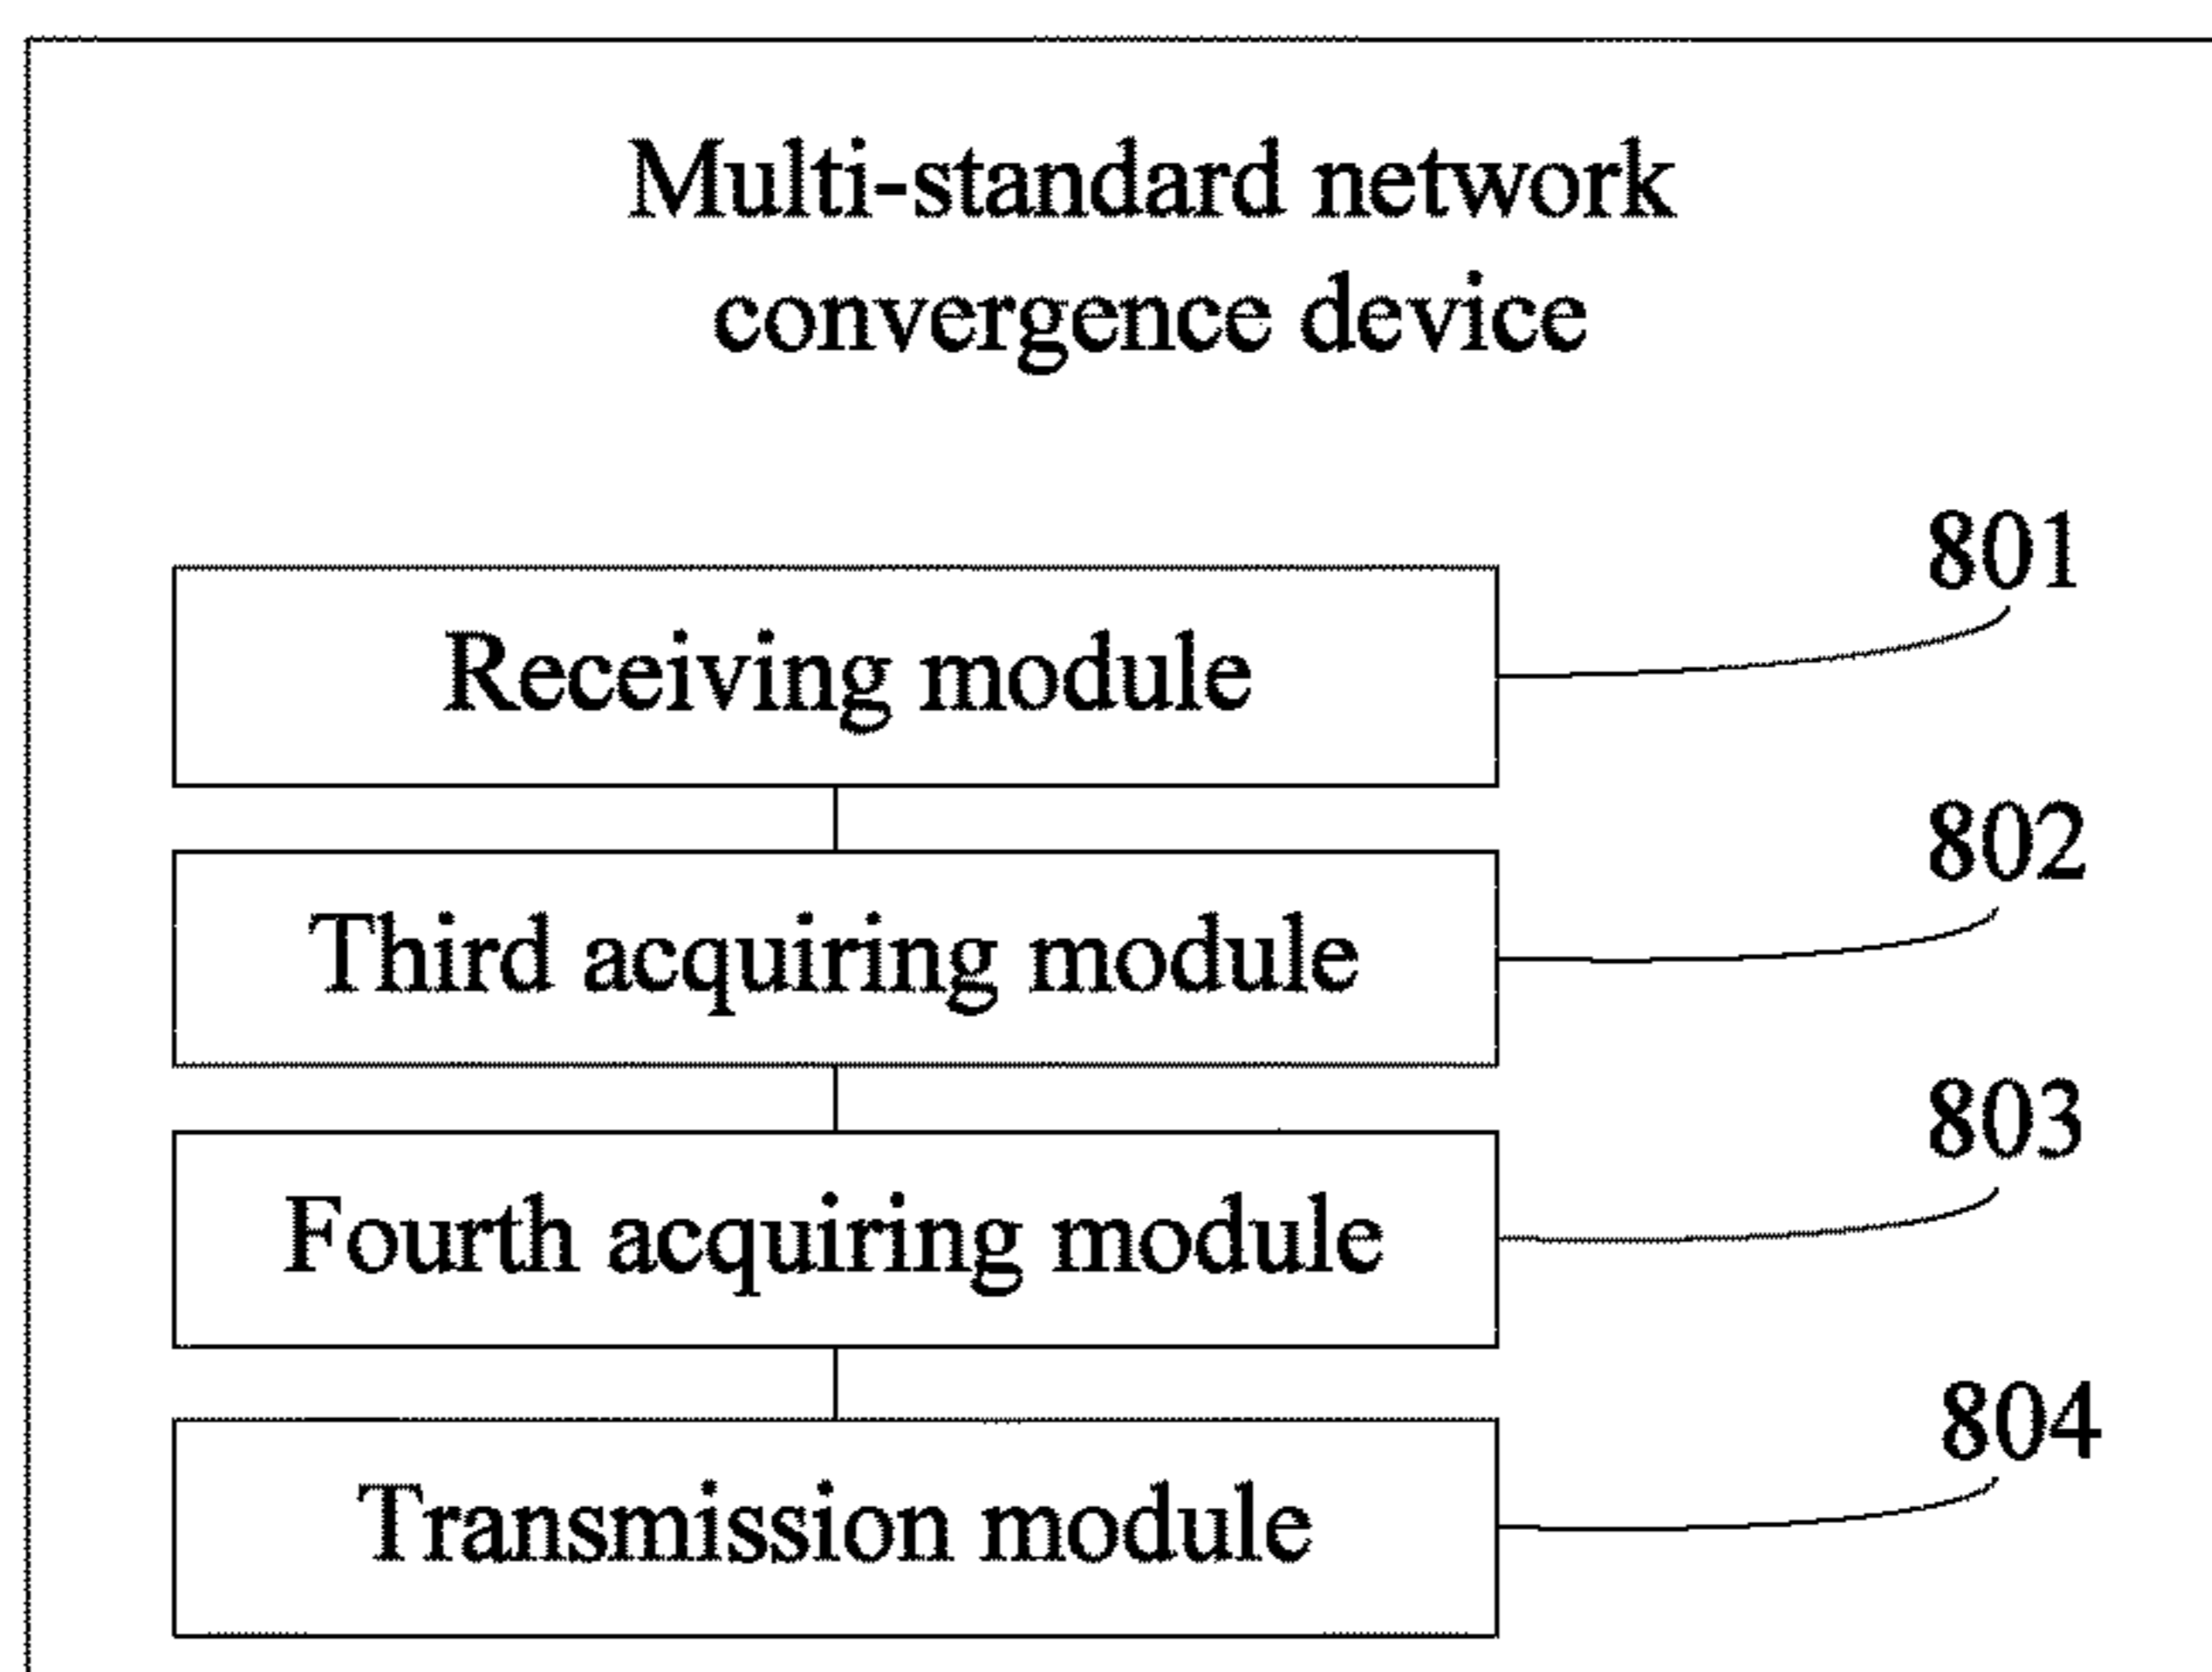 Multi-standard network
convergence device
801
Receiving module
802
Third acquiring module
803
Fourth acquiring module
804
Transmission module